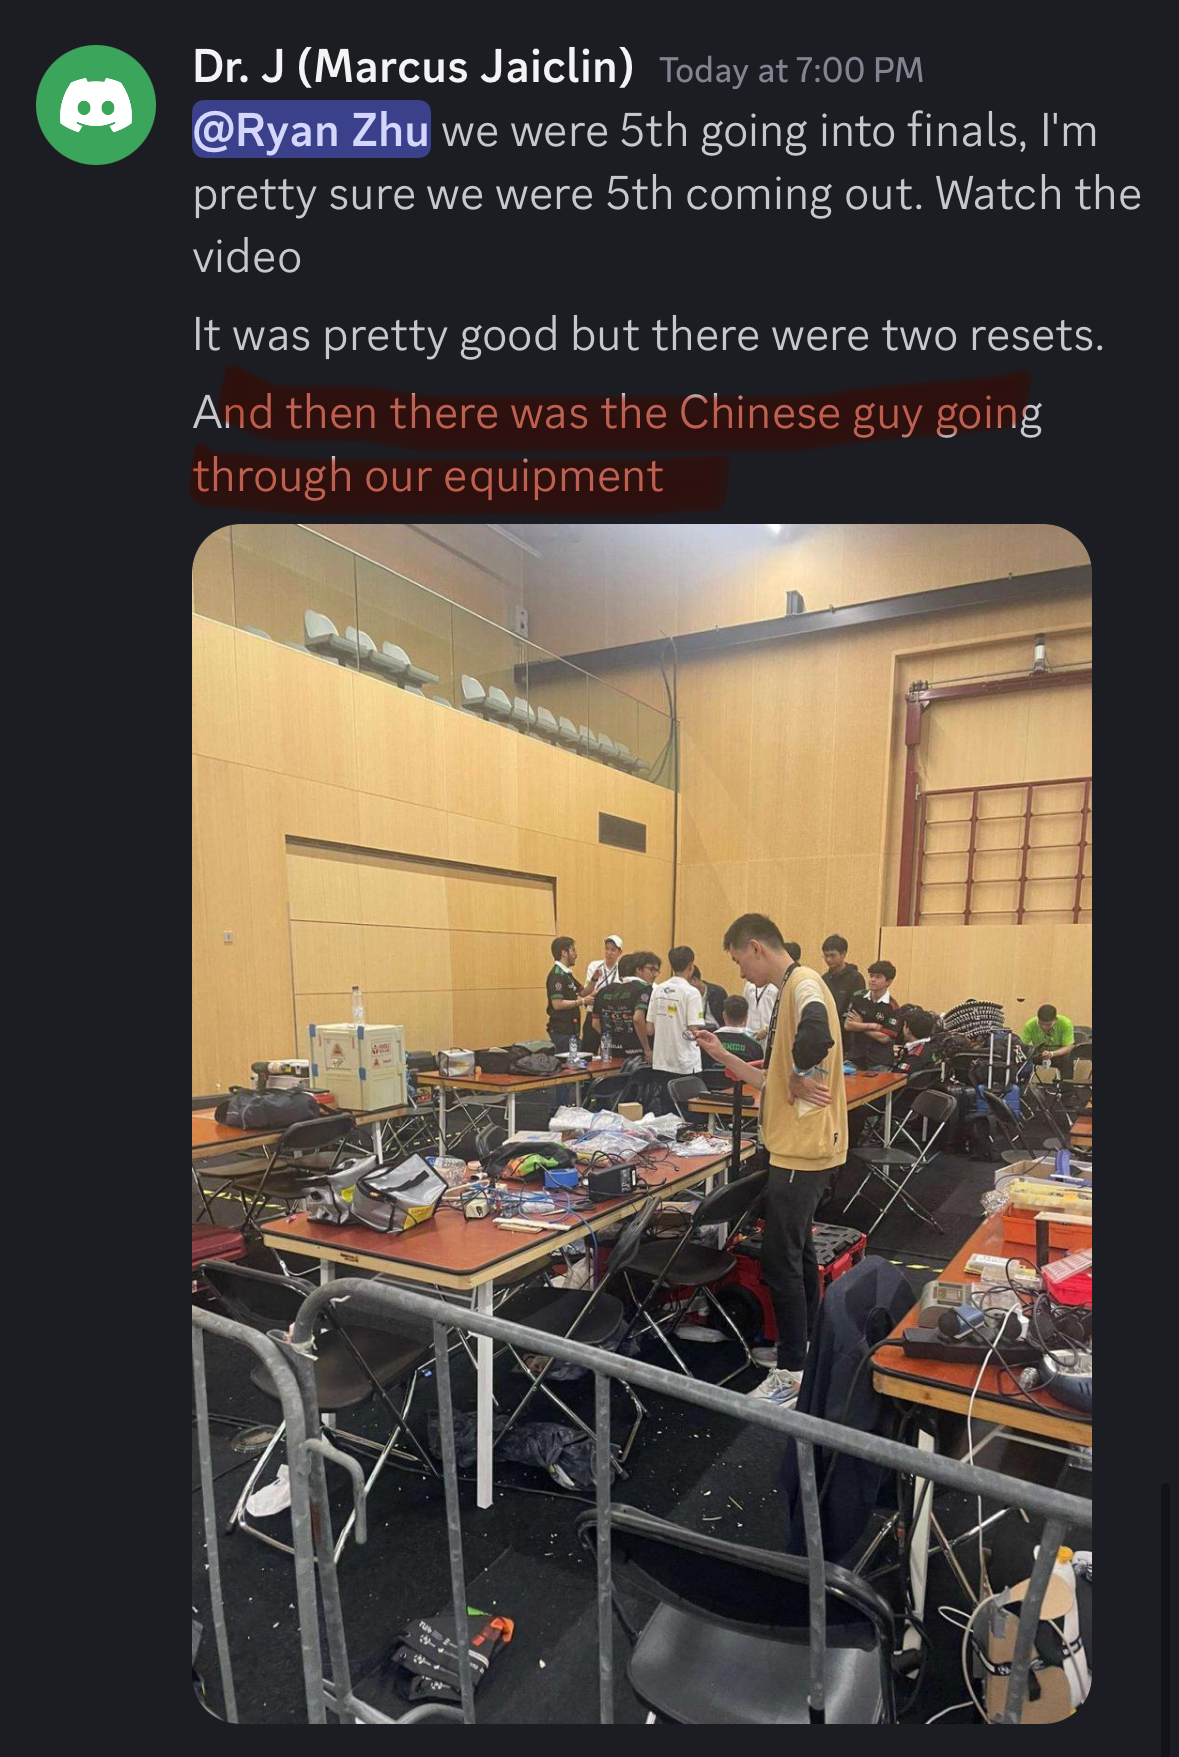 Dr. J (Marcus Jaiclin) Today at 7:00 PM
@Ryan Zhu we were 5th going into finals, I'm
pretty sure we were 5th coming out. Watch the
video
It was pretty good but there were two resets.
And then there was the Chinese guy going
through our equipment